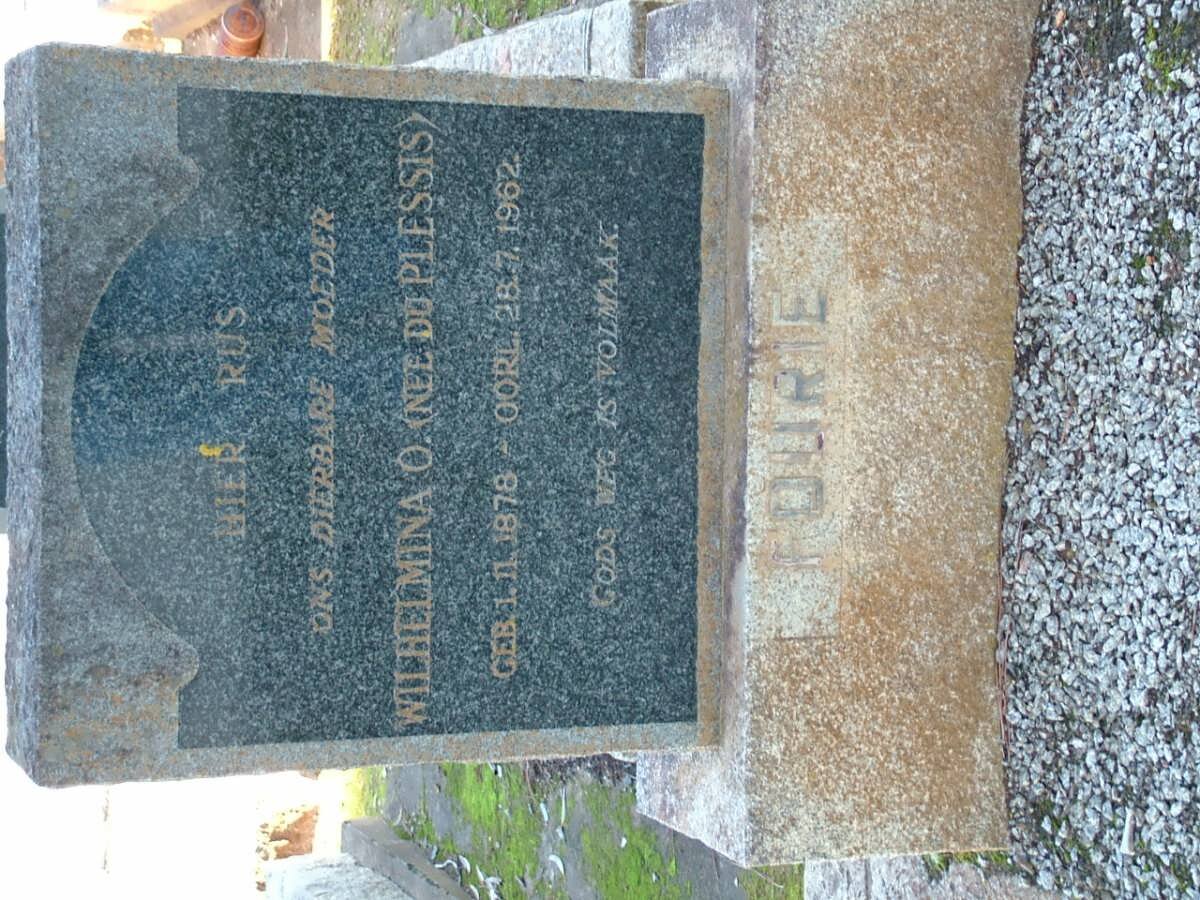 HIER RUS
ONS DIERBARE MOEDER
WILHELMINA O. (NEE DU PLESSIS)
GEB. 1. 11. 1878 - OORL. 28. 7. 1962.
GODS WEG IS VOLMAAK
FOURIE